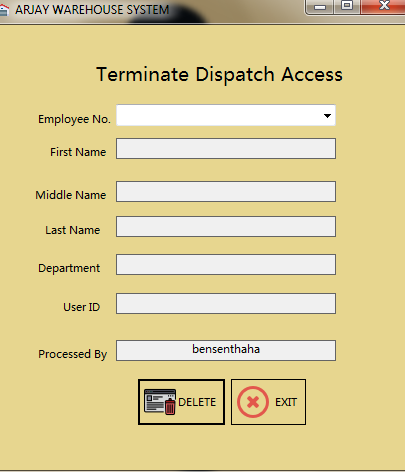 ARJAY WAREHOUSE SYSTEM
Terminate Dispatch Access
Employee No.
First Name
Middle Name
Last Name
Department
User ID
Processed By bensenthaha
DELETE EXIT